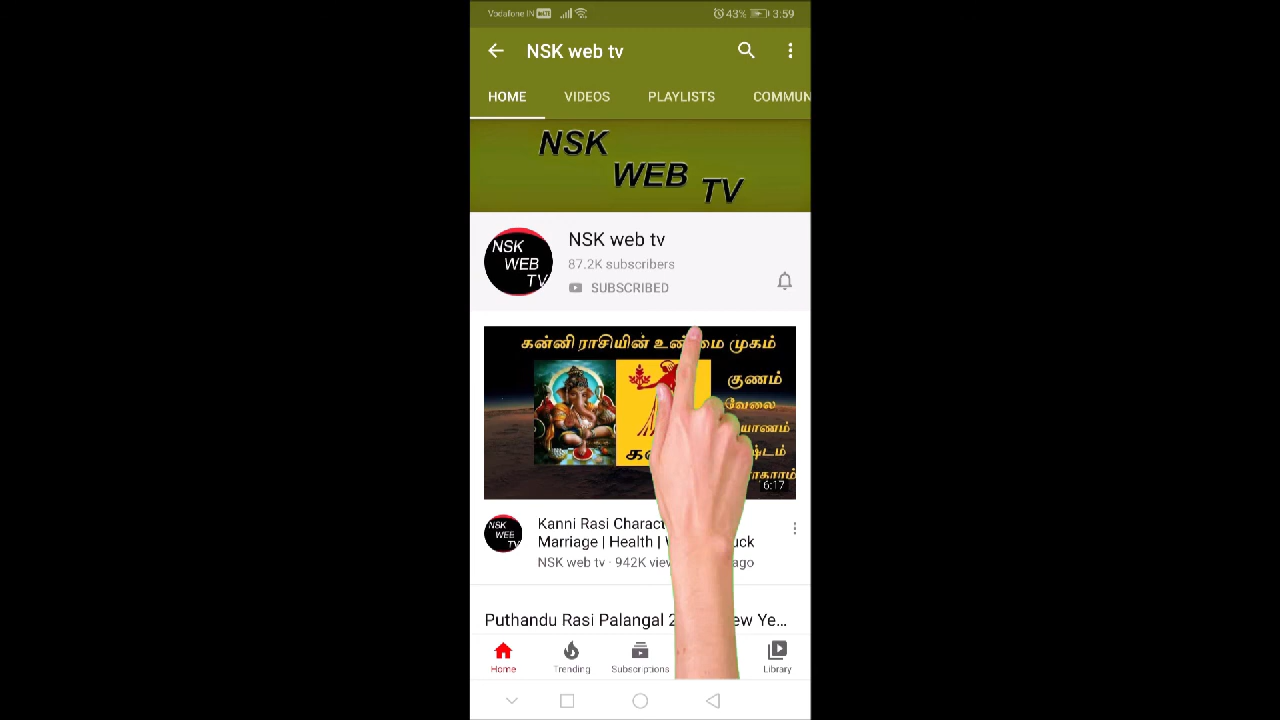 Vodafone IN
43% 3:59
NSK web tv
HOME VIDEOS PLAYLISTS COMMUN
NSK
WEB
TV
NSK web tv
87.2K subscribers
SUBSCRIBED
NSK
WEB
TV
கன்னி ராசியின் முகம்
குணம்
வேலை
6:17
NSK
WEB
TV
Kanni Rasi Charact
Marriage | Health | uck
NSK web tv · 942K view ago
Puthandu Rasi Palangal 2 ew Ye...
Home Trending Subscriptions Library